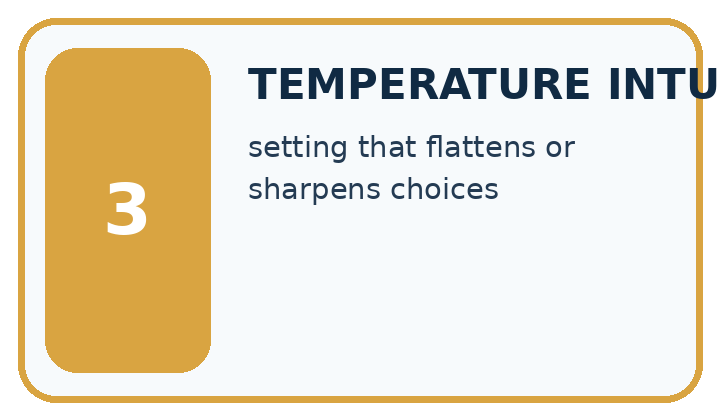 3
TEMPERATURE INTU
setting that flattens or
sharpens choices